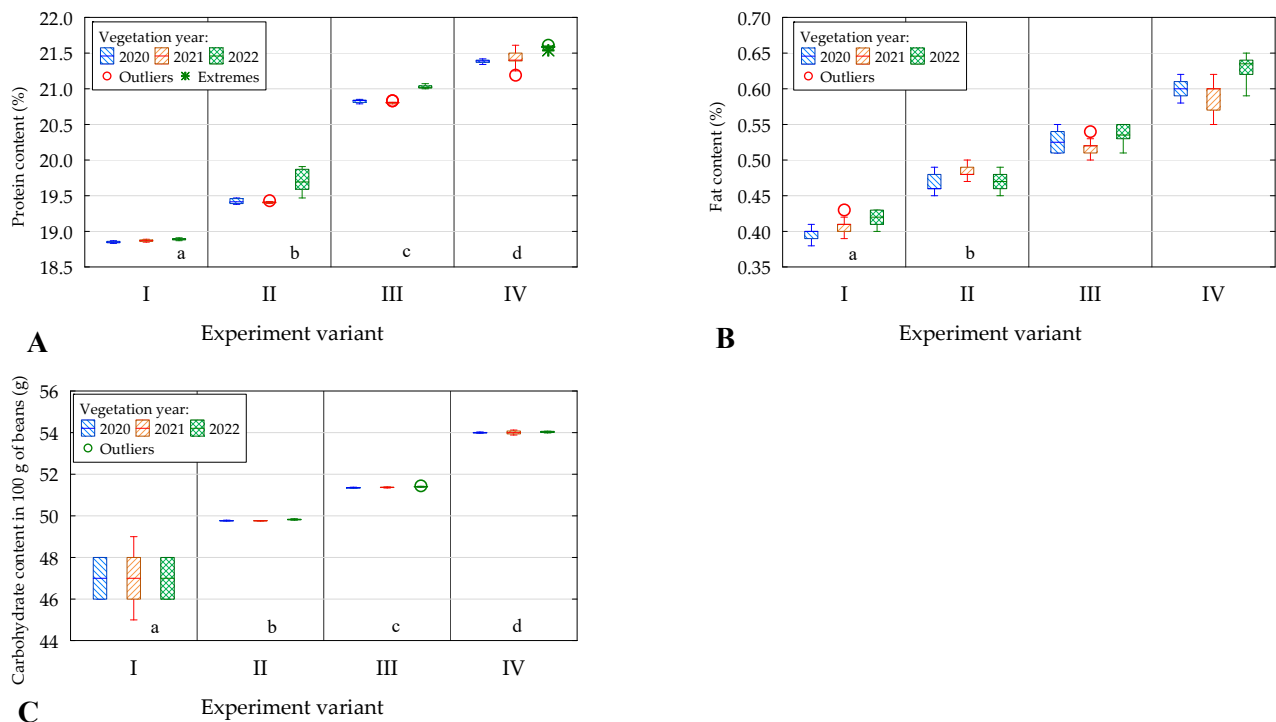 Protein content (%)
22.0
21.5
21.0
20.5
20.0
19.5
19.0
18.5
Vegetation year:
2020 2021 2022
Outliers Extremes
a b c d
I II III IV
Experiment variant
A
Fat content (%)
0.70
0.65
0.60
0.55
0.50
0.45
0.40
0.35
Vegetation year:
2020 2021 2022
Outliers
a b
I II III IV
Experiment variant
B
Carbohydrate content in 100 g of beans (g)
56
54
52
50
48
46
44
Vegetation year:
2020 2021 2022
Outliers
a b c d
I II III IV
Experiment variant
C